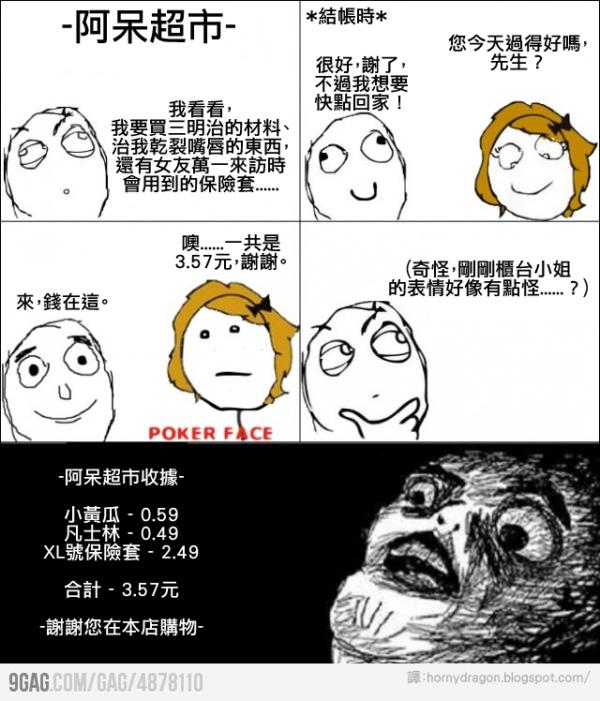 -阿呆超市-
我看看，
我要買三明治的材料、
治我乾裂嘴唇的東西，
還有女友萬一來訪時
會用到的保險套......
*結帳時*
您今天過得好嗎，
先生？
很好，謝了，
不過我想要
快點回家！
噢......一共是
3.57元，謝謝。
來，錢在這。
POKER FACE
（奇怪，剛剛櫃台小姐
的表情好像有點怪......？）
-阿呆超市收據-
小黃瓜 - 0.59
凡士林 - 0.49
XL號保險套 - 2.49
合計 - 3.57元
-謝謝您在本店購物-
9GAG.COM/GAG/4878110
譯：hornydragon.blogspot.com/